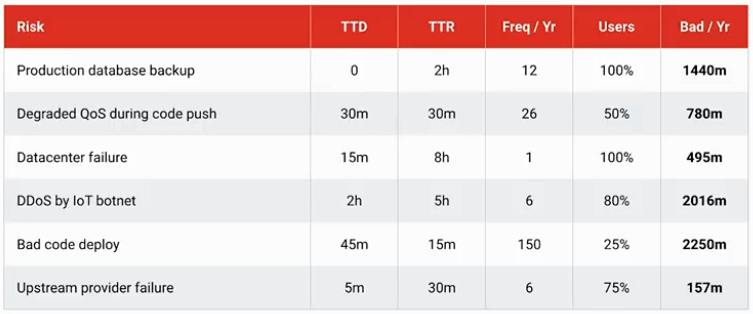 Risk TTD TTR Freq / Yr Users Bad / Yr
Production database backup 0 2h 12 100% 1440m
Degraded QoS during code push 30m 30m 26 50% 780m
Datacenter failure 15m 8h 1 100% 495m
DDoS by IoT botnet 2h 5h 6 80% 2016m
Bad code deploy 45m 15m 150 25% 2250m
Upstream provider failure 5m 30m 6 75% 157m